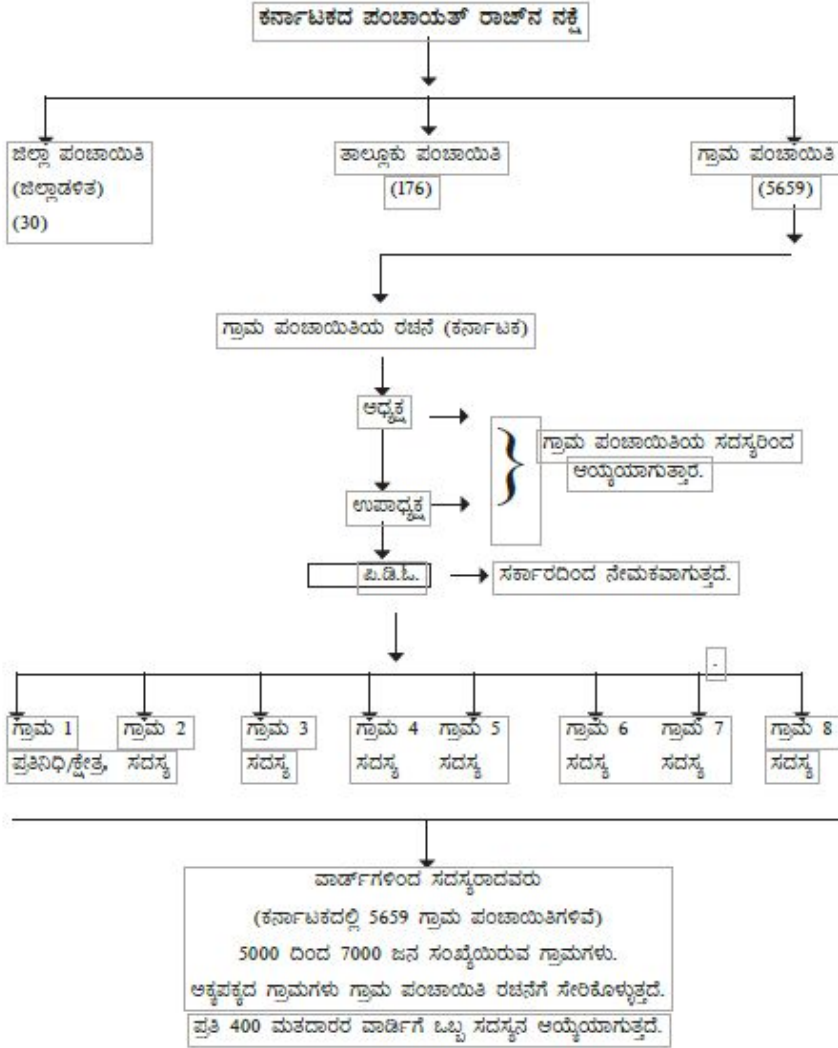 ಕರ್ನಾಟಕದ ಪಂಚಾಯತ್ ರಾಜ್‌ನ ನಕ್ಷೆ
ಜಿಲ್ಲಾ ಪಂಚಾಯಿತಿ ತಾಲ್ಲೂಕು ಪಂಚಾಯಿತಿ ಗ್ರಾಮ ಪಂಚಾಯಿತಿ
(ಜಿಲ್ಲಾಡಳಿತ) (176) (5659)
(30)
ಗ್ರಾಮ ಪಂಚಾಯಿತಿಯ ರಚನೆ (ಕರ್ನಾಟಕ)
ಅಧ್ಯಕ್ಷ
ಗ್ರಾಮ ಪಂಚಾಯಿತಿಯ ಸದಸ್ಯರಿಂದ
ಆಯ್ಕೆಯಾಗುತ್ತಾರೆ.
ಉಪಾಧ್ಯಕ್ಷ
ಪಿ.ಡಿ.ಓ. ಸರ್ಕಾರದಿಂದ ನೇಮಕವಾಗುತ್ತದೆ.
-
ಗ್ರಾಮ 1 ಗ್ರಾಮ 2 ಗ್ರಾಮ 3 ಗ್ರಾಮ 4 ಗ್ರಾಮ 5 ಗ್ರಾಮ 6 ಗ್ರಾಮ 7 ಗ್ರಾಮ 8
ಪ್ರತಿನಿಧಿ/ಕ್ಷೇತ್ರ, ಸದಸ್ಯ ಸದಸ್ಯ ಸದಸ್ಯ ಸದಸ್ಯ ಸದಸ್ಯ ಸದಸ್ಯ ಸದಸ್ಯ
ವಾರ್ಡ್‌ಗಳಿಂದ ಸದಸ್ಯರಾದವರು
(ಕರ್ನಾಟಕದಲ್ಲಿ 5659 ಗ್ರಾಮ ಪಂಚಾಯಿತಿಗಳಿವೆ)
5000 ದಿಂದ 7000 ಜನ ಸಂಖ್ಯೆಯಿರುವ ಗ್ರಾಮಗಳು.
ಅಕ್ಕಪಕ್ಕದ ಗ್ರಾಮಗಳು ಗ್ರಾಮ ಪಂಚಾಯಿತಿ ರಚನೆಗೆ ಸೇರಿಕೊಳ್ಳುತ್ತದೆ.
ಪ್ರತಿ 400 ಮತದಾರರ ವಾರ್ಡಿಗೆ ಒಬ್ಬ ಸದಸ್ಯನ ಆಯ್ಕೆಯಾಗುತ್ತದೆ.